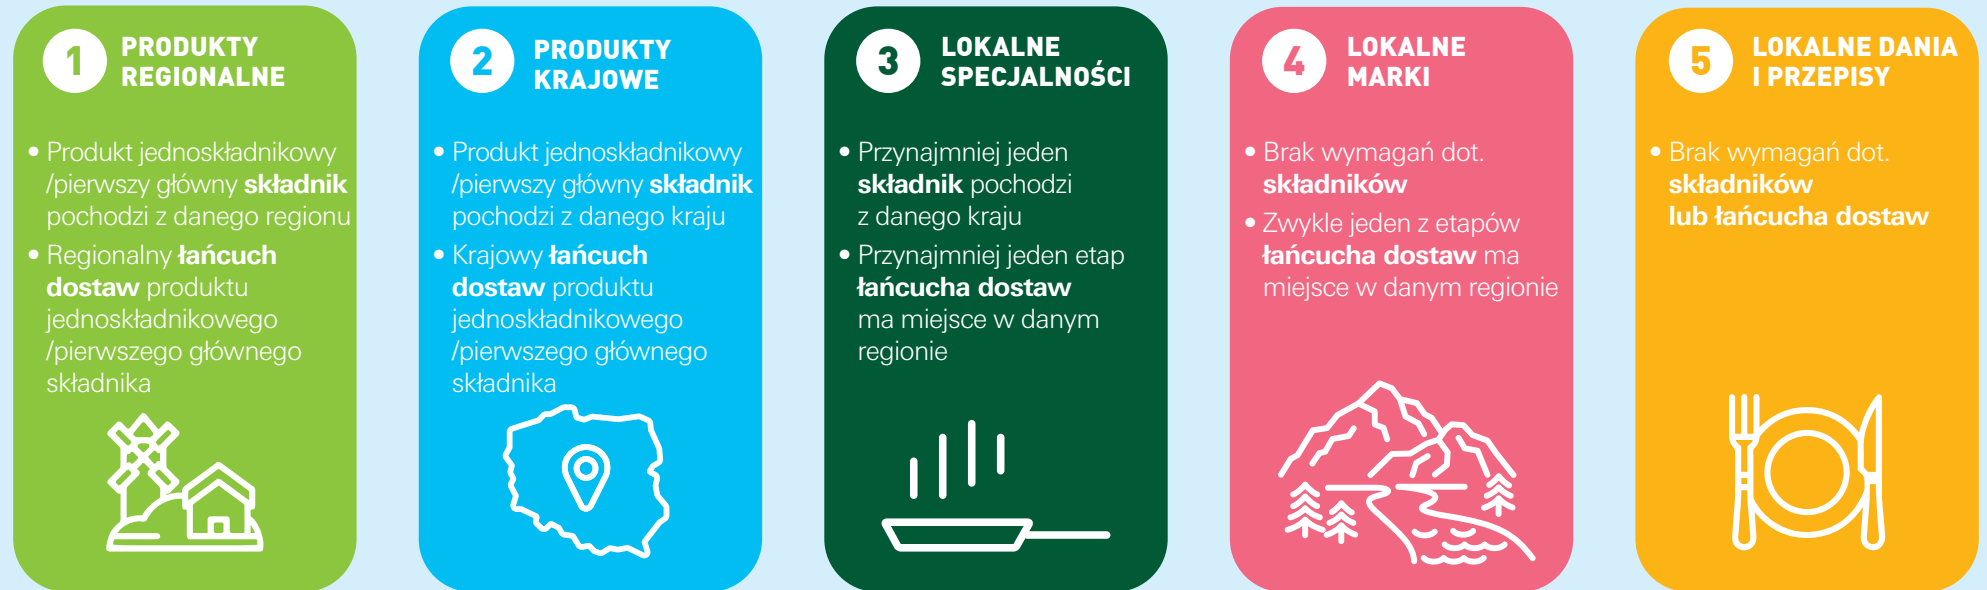 1
PRODUKTY
REGIONALNE
• Produkt jednoskładnikowy
/pierwszy główny składnik
pochodzi z danego regionu
• Regionalny łańcuch
dostaw produktu
jednoskładnikowego
/pierwszego głównego
składnika
2
PRODUKTY
KRAJOWE
• Produkt jednoskładnikowy
/pierwszy główny składnik
pochodzi z danego kraju
• Krajowy łańcuch
dostaw produktu
jednoskładnikowego
/pierwszego głównego
składnika
3
LOKALNE
SPECJALNOŚCI
• Przynajmniej jeden
składnik pochodzi
z danego kraju
• Przynajmniej jeden etap
łańcucha dostaw
ma miejsce w danym
regionie
4
LOKALNE
MARKI
• Brak wymagań dot.
składników
• Zwykle jeden z etapów
łańcucha dostaw ma
miejsce w danym regionie
5
LOKALNE DANIA
I PRZEPISY
• Brak wymagań dot.
składników
lub łańcucha dostaw